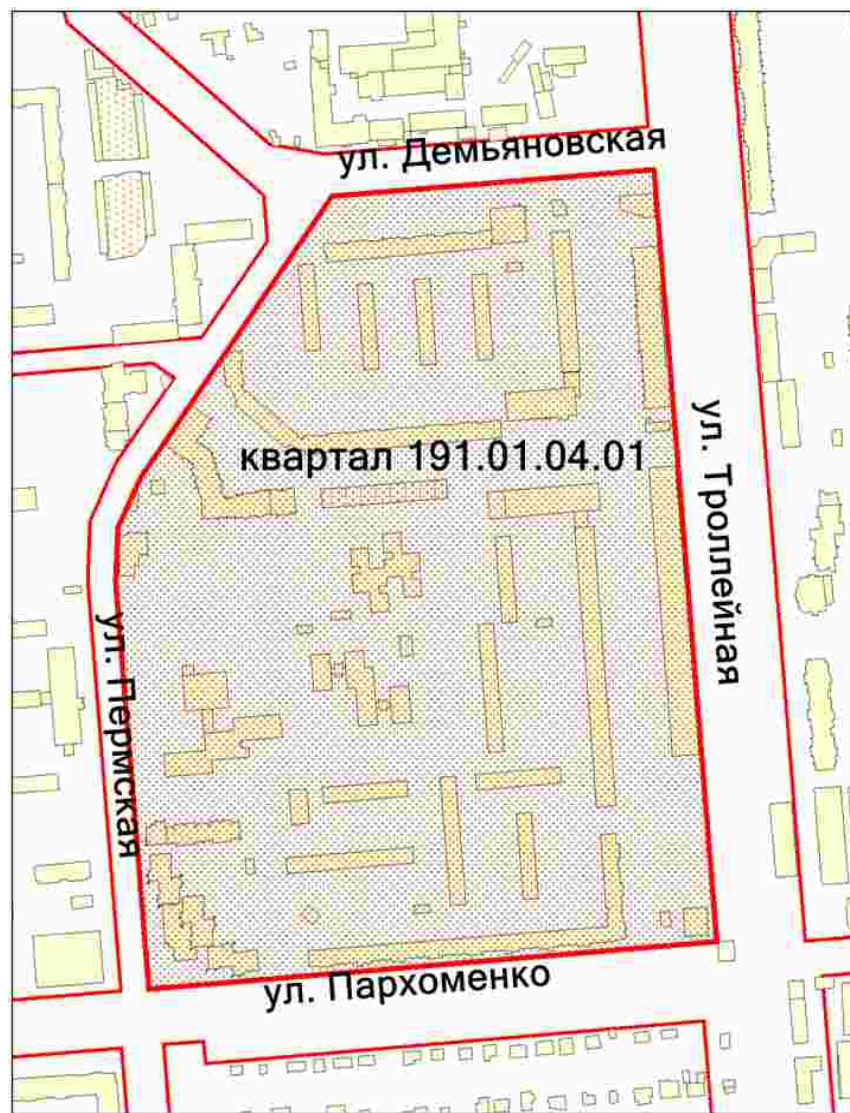 ул. Демьяновская
квартал 191.01.04.01
ул. Троллейная
ул. Пермская
ул. Пархоменко